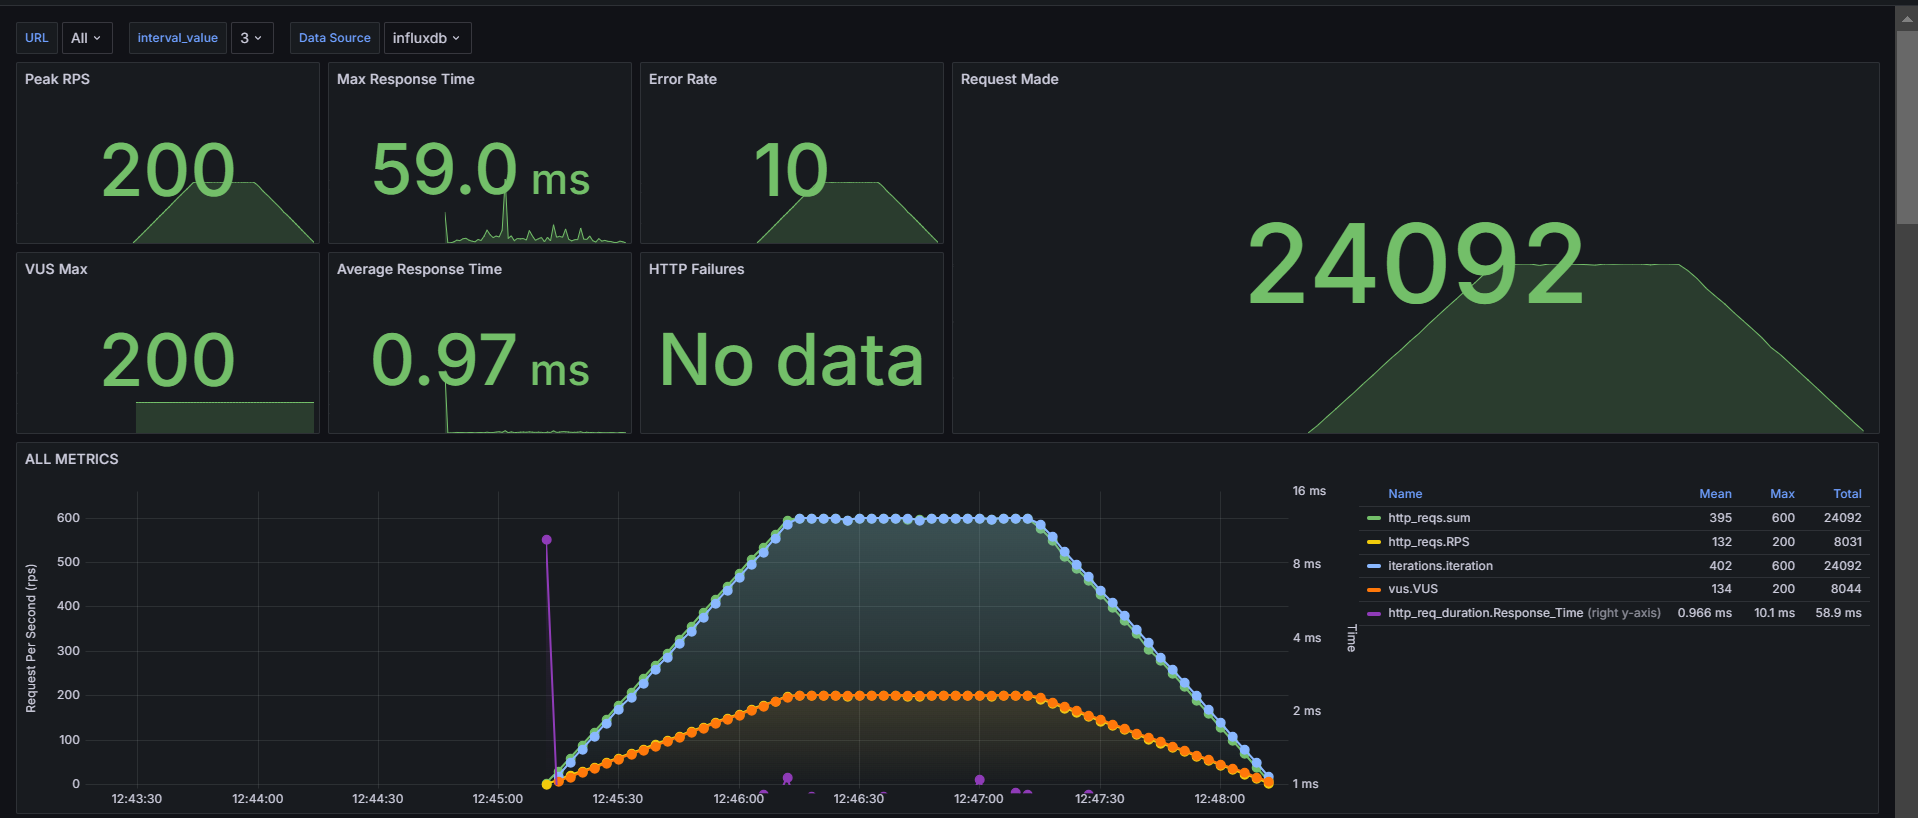 URL All interval_value 3 Data Source influxdb
Peak RPS
200
Max Response Time
59.0 ms
Error Rate
10
Request Made
24092
VUS Max
200
Average Response Time
0.97 ms
HTTP Failures
No data
ALL METRICS
Request Per Second (rps)
600
500
400
300
200
100
0
12:43:30 12:44:00 12:44:30 12:45:00 12:45:30 12:46:00 12:46:30 12:47:00 12:47:30 12:48:00
16 ms
8 ms
4 ms
2 ms
1 ms
Time
Name Mean Max Total
http_reqs.sum 395 600 24092
http_reqs.RPS 132 200 8031
iterations.iteration 402 600 24092
vus.VUS 134 200 8044
http_req_duration.Response_Time (right y-axis) 0.966 ms 10.1 ms 58.9 ms